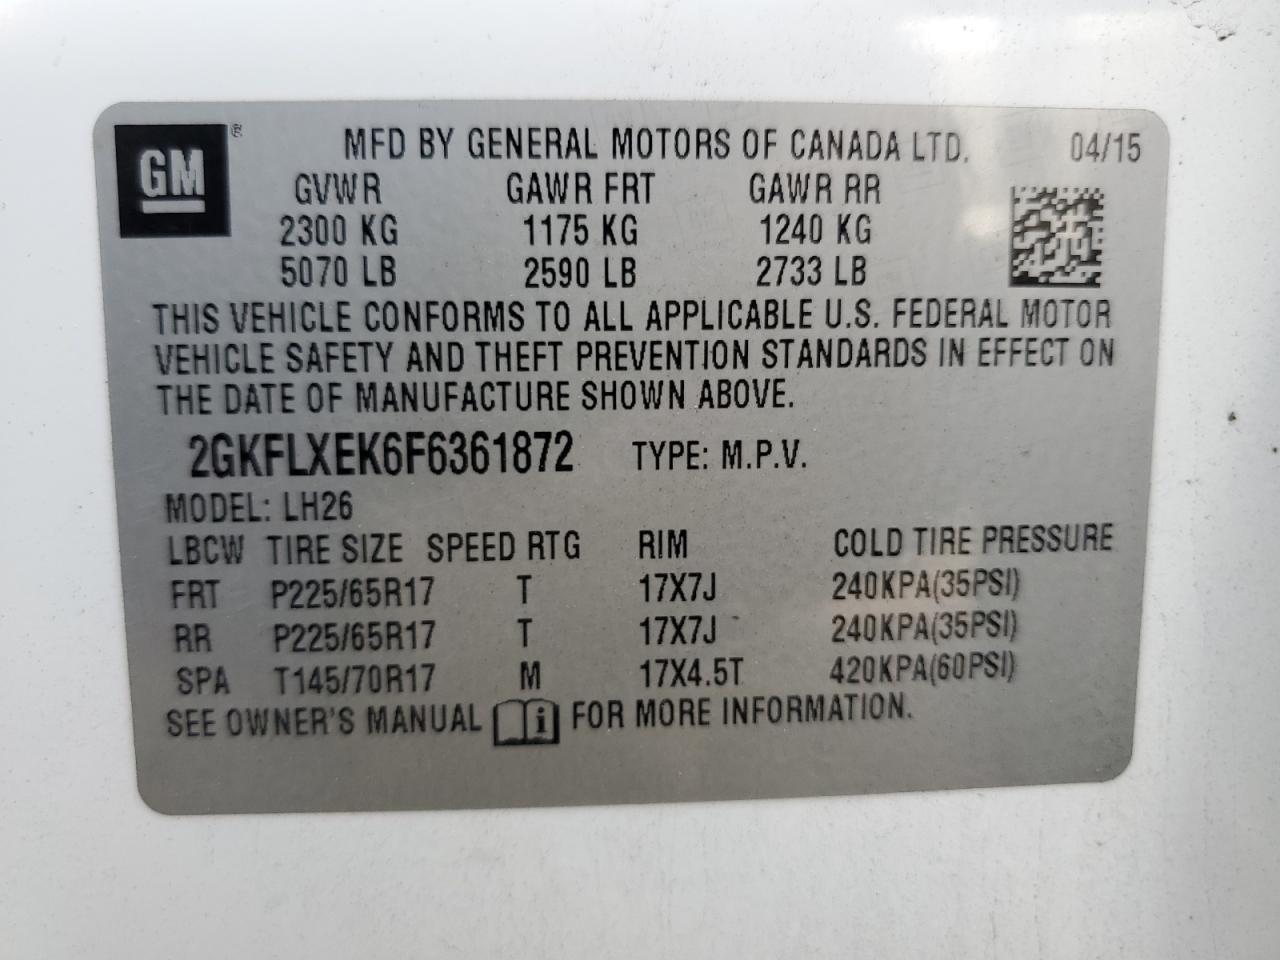 GM ® MFD BY GENERAL MOTORS OF CANADA LTD. 04/15
GVWR GAWR FRT GAWR RR
2300 KG 1175 KG 1240 KG
5070 LB 2590 LB 2733 LB
THIS VEHICLE CONFORMS TO ALL APPLICABLE U.S. FEDERAL MOTOR
VEHICLE SAFETY AND THEFT PREVENTION STANDARDS IN EFFECT ON
THE DATE OF MANUFACTURE SHOWN ABOVE.
2GKFLXEK6F6361872 TYPE: M.P.V.
MODEL: LH26
LBCW TIRE SIZE SPEED RTG RIM COLD TIRE PRESSURE
FRT P225/65R17 T 17X7J 240KPA(35PSI)
RR P225/65R17 T 17X7J 240KPA(35PSI)
SPA T145/70R17 M 17X4.5T 420KPA(60PSI)
SEE OWNER'S MANUAL i FOR MORE INFORMATION.